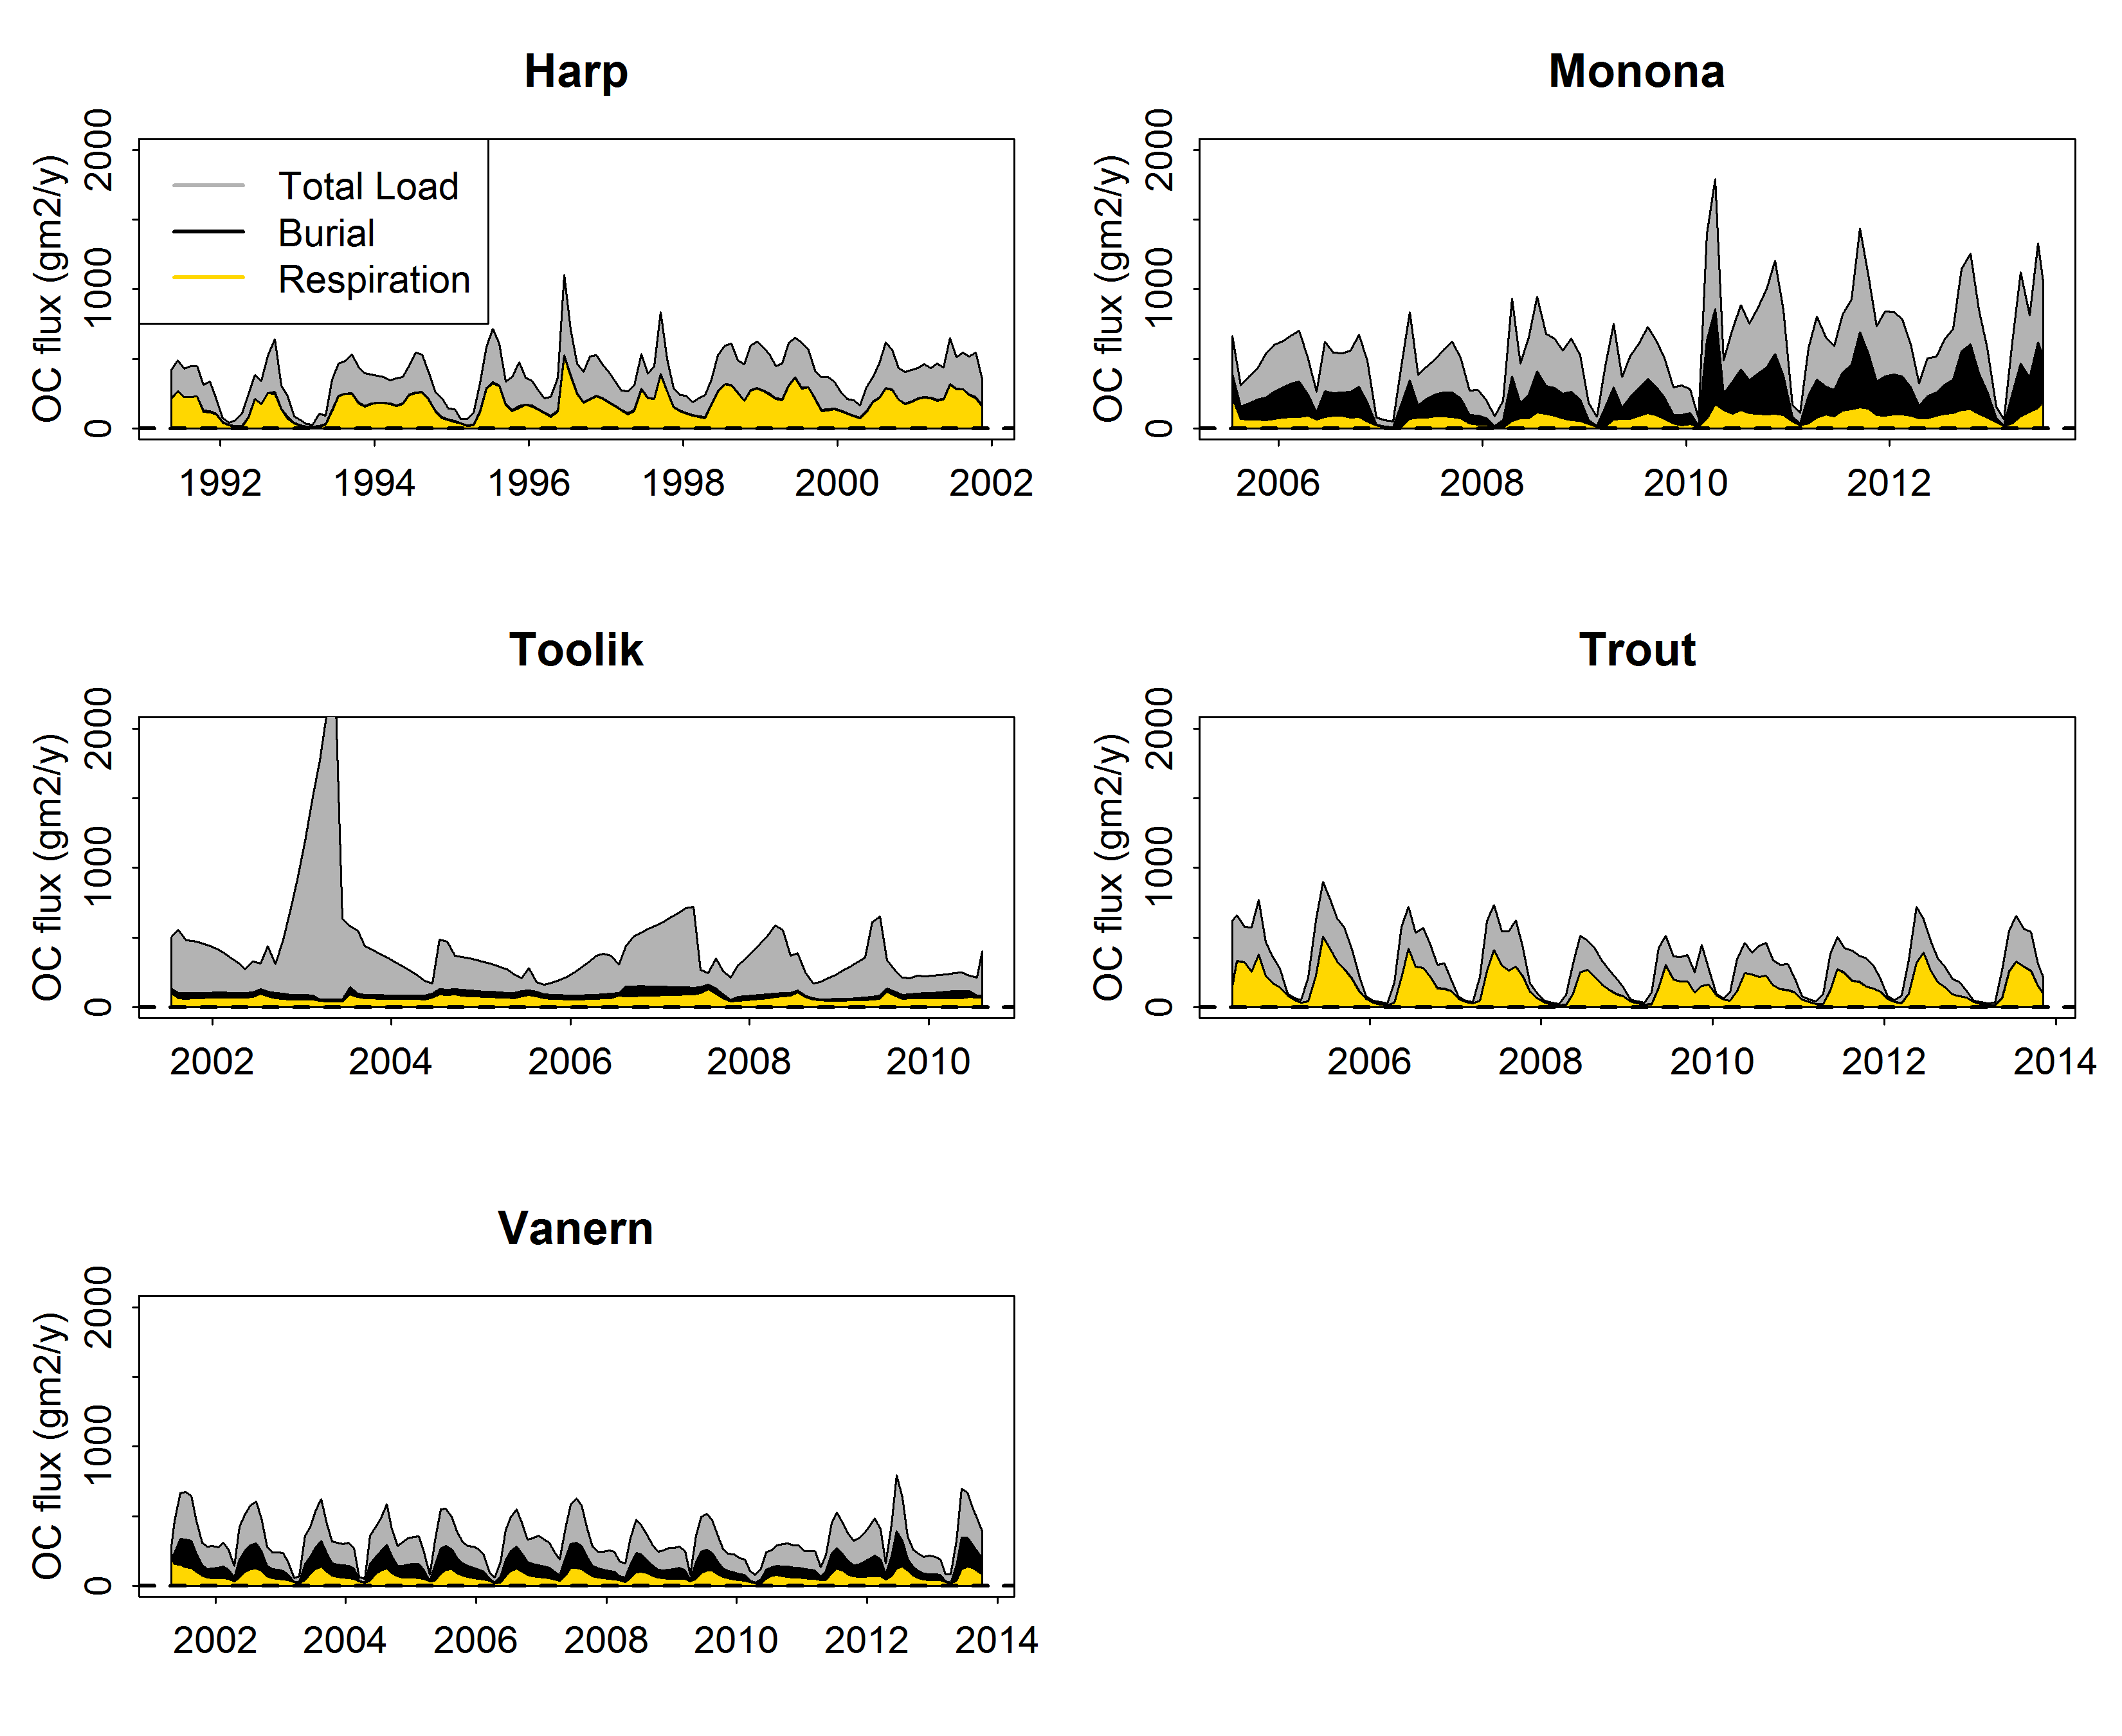 Harp
OC flux (gm2/y)
0 1000 2000
Total Load
Burial
Respiration
1992 1994 1996 1998 2000 2002
Monona
OC flux (gm2/y)
0 1000 2000
2006 2008 2010 2012
Toolik
OC flux (gm2/y)
0 1000 2000
2002 2004 2006 2008 2010
Trout
OC flux (gm2/y)
0 1000 2000
2006 2008 2010 2012 2014
Vanern
OC flux (gm2/y)
0 1000 2000
2002 2004 2006 2008 2010 2012 2014